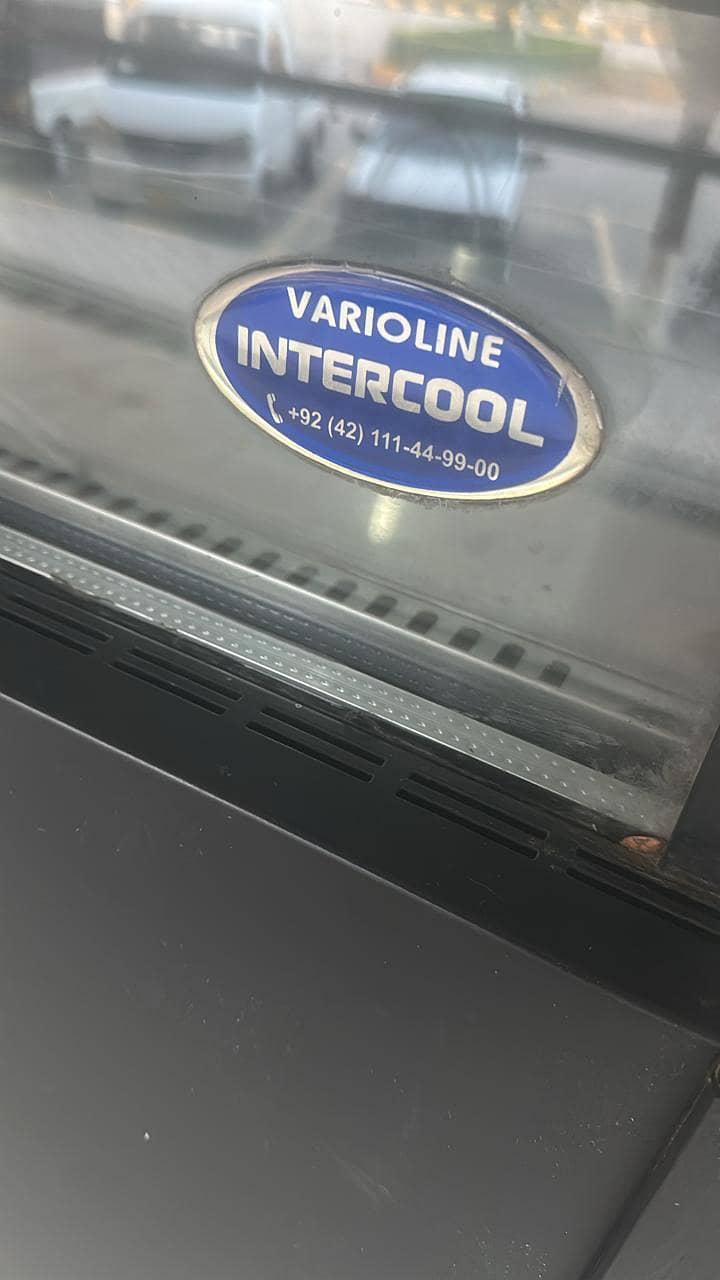 VARIOLINE
INTERCOOL
+92 (42) 111-44-99-00